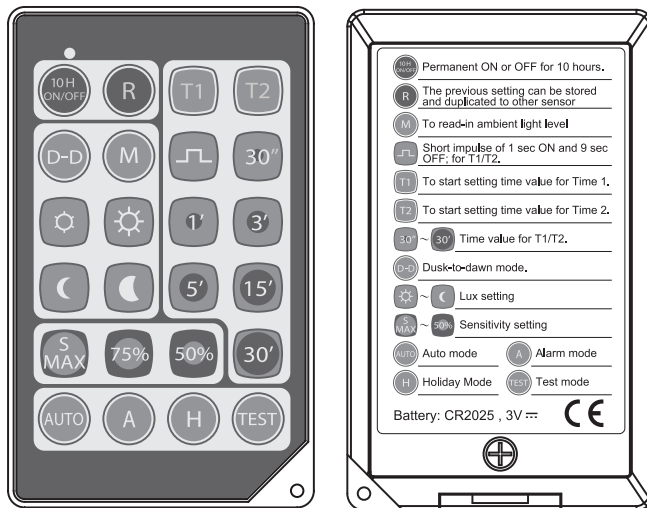 10H
ON/OFF
R
T1
T2
D-D
M
30"
1'
3'
5'
15'
S
MAX
75%
50%
30'
AUTO
A
H
TEST
10H
ON/OFF
Permanent ON or OFF for 10 hours.
R
The previous setting can be stored
and duplicated to other sensor
M
To read-in ambient light level
Short impulse of 1 sec ON and 9 sec
OFF; for T1/T2.
T1 To start setting time value for Time 1.
T2 To start setting time value for Time 2.
30" ~ 30' Time value for T1/T2.
D-D Dusk-to-dawn mode.
~ Lux setting
S
MAX ~ 50% Sensitivity setting
AUTO Auto mode A Alarm mode
H Holiday Mode TEST Test mode
Battery: CR2025 , 3V CE